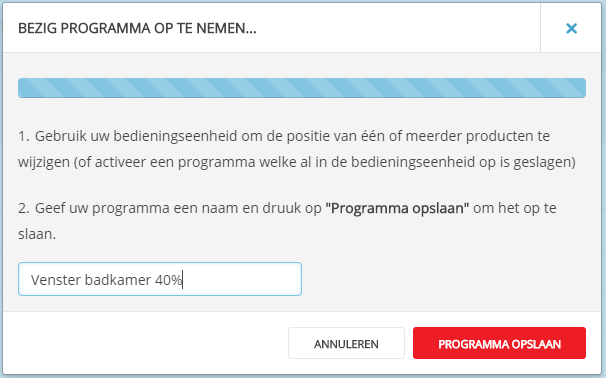 BEZIG PROGRAMMA OP TE NEMEN...
1. Gebruik uw bedieningseenheid om de positie van één of meerder producten te
wijzigen (of activeer een programma welke al in de bedieningseenheid op is geslagen)
2. Geef uw programma een naam en druuk op "Programma opslaan" om het op te
slaan.
Venster badkamer 40%
ANNULEREN
PROGRAMMA OPSLAAN